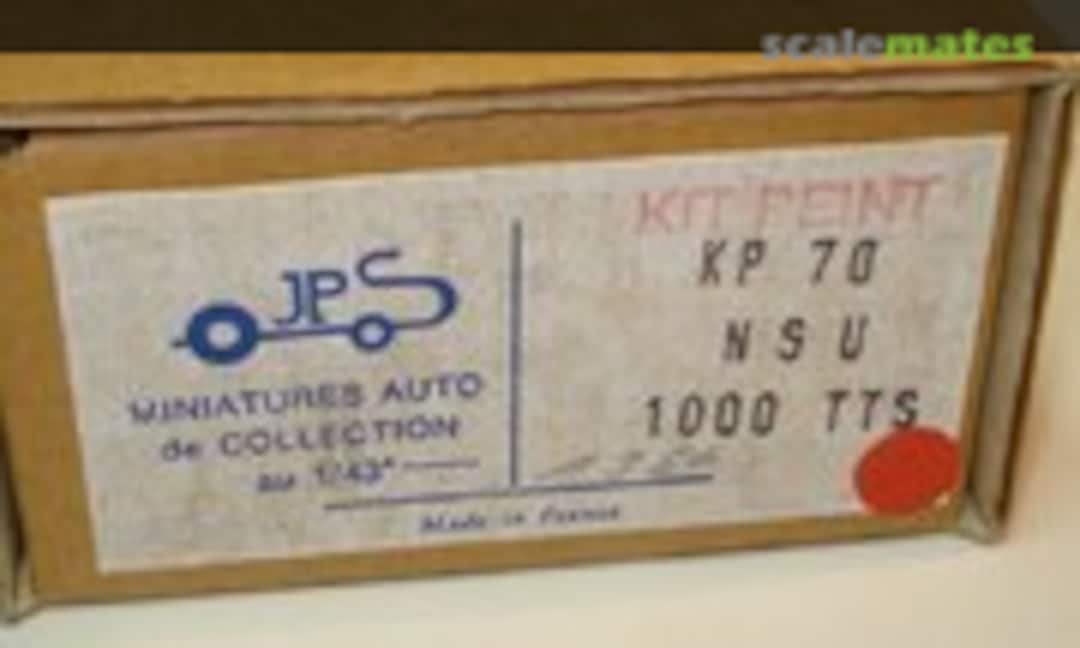 scalemates
JPS
MINIATURES AUTO
de COLLECTION
au 1/43e
Made in France
KIT PEINT
KP 70
NSU
1000 TTS